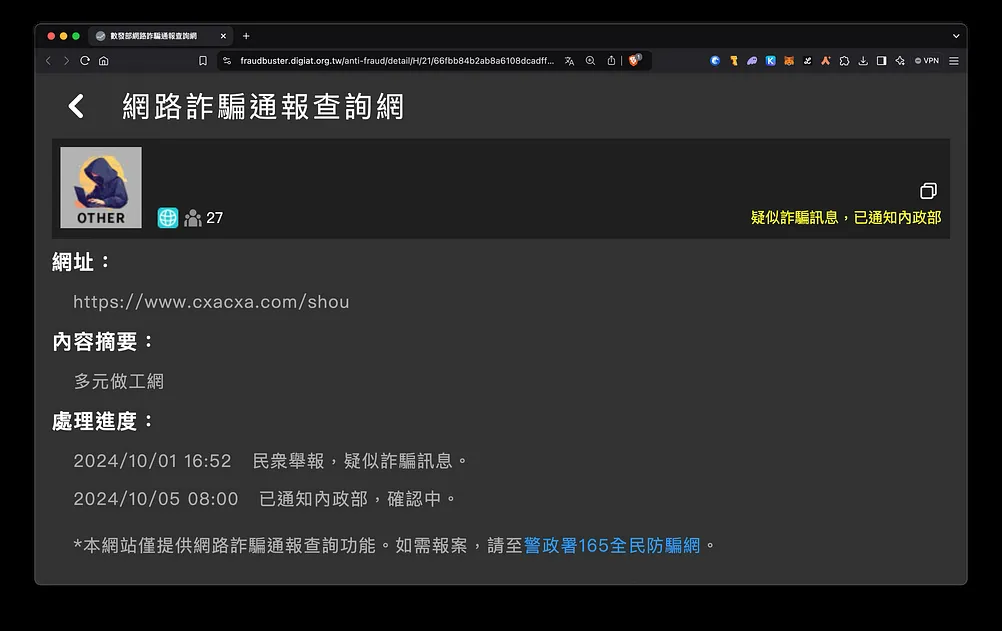 數發部網路詐騙通報查詢網
fraudbuster.digiat.org.tw/anti-fraud/detail/H/21/66fbb84b2ab8a6108dcadff...
1
VPN
網路詐騙通報查詢網
OTHER
27
疑似詐騙訊息，已通知內政部
網址：
https://www.cxacxa.com/shou
內容摘要：
多元做工網
處理進度：
2024/10/01 16:52 民眾舉報，疑似詐騙訊息。
2024/10/05 08:00 已通知內政部，確認中。
*本網站僅提供網路詐騙通報查詢功能。如需報案，請至警政署165全民防騙網。